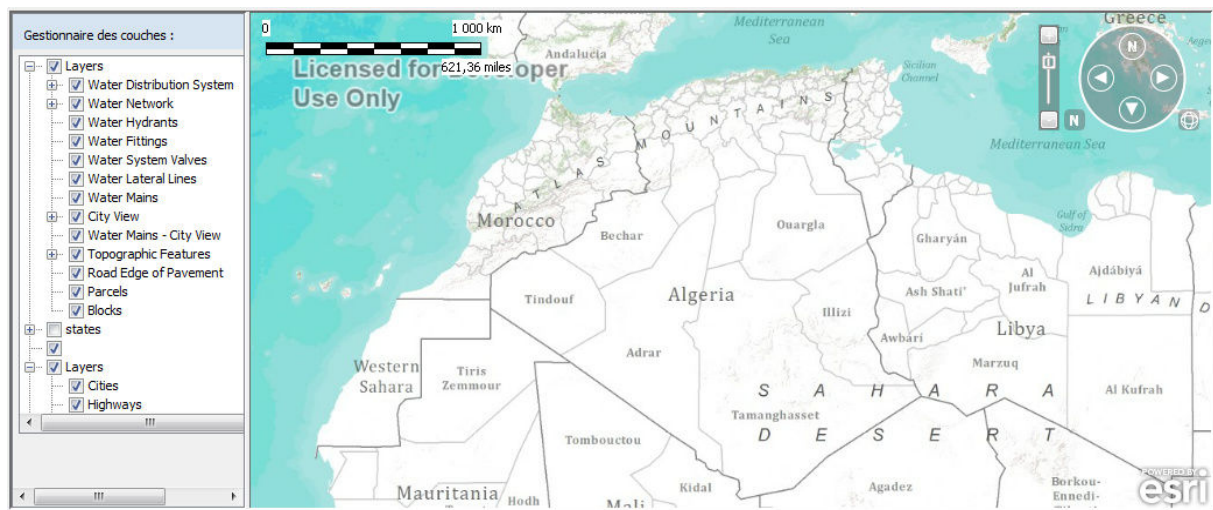 Gestionnaire des couches :
Layers
Water Distribution System
Water Network
Water Hydrants
Water Fittings
Water System Valves
Water Lateral Lines
Water Mains
City View
Water Mains - City View
Topographic Features
Road Edge of Pavement
Parcels
Blocks
states
Layers
Cities
Highways
0
1 000 km
621,36 miles
Licensed for Developer
Use Only
Andalucía
Mediterranean
Sea
Greece
Sicilian
Channel
N
N
Mediterranean Sea
ATLAS MOUNTAINS
Morocco
Bechar
Ouargla
Gharyán
Gulf of
Sidra
Tindouf
Algeria
Illizi
Ash Shati'
Al
Jufrah
Ajdábiyá
LIBYAN D
Libya
Awbári
Adrar
Marzuq
Western
Sahara
Tiris
Zemmour
Al Kufrah
SAHARA
Tamanghasset
DESERT
Tombouctou
Mauritania
Hodh
Mali
Kidal
Agadez
Borkou-
Ennedi-
POWERED BY
esri